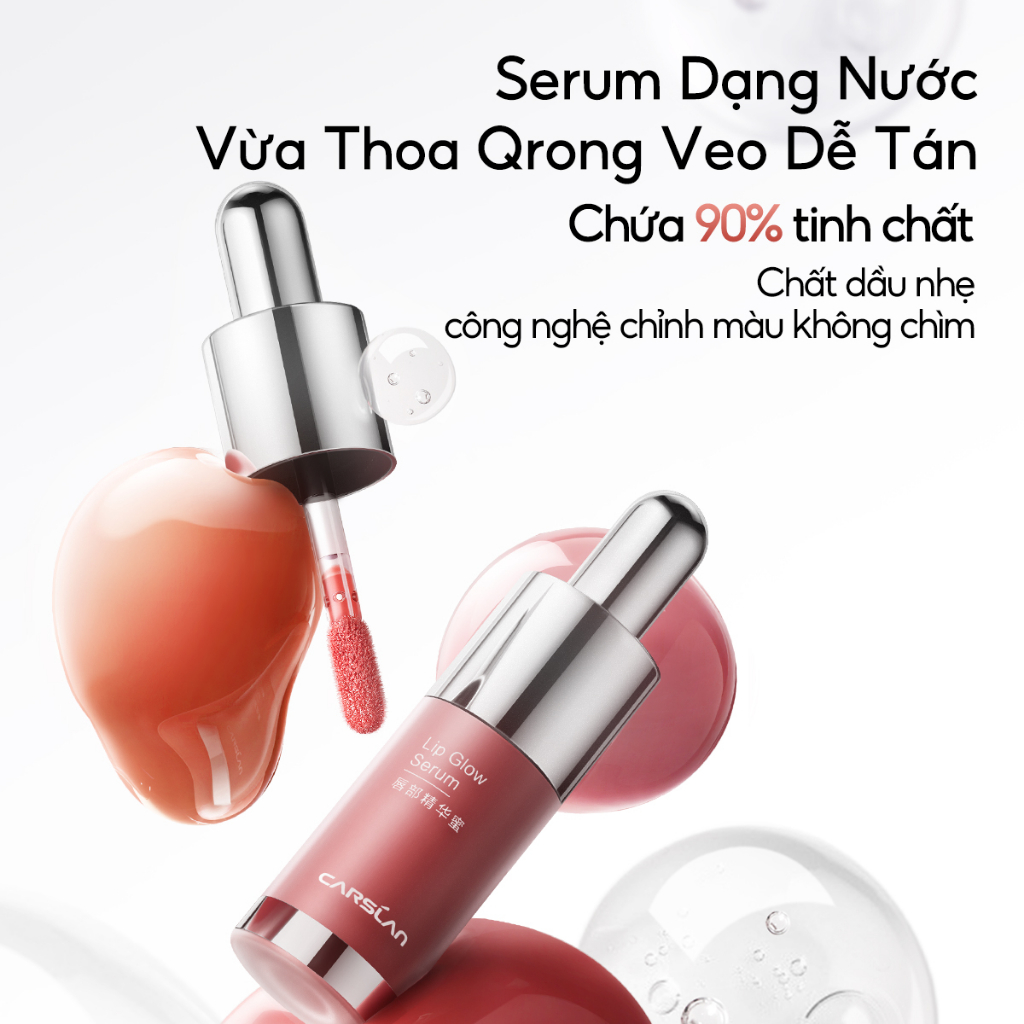 Serum Dạng Nước
Vừa Thoa Qrong Veo Dễ Tán
Chứa 90% tinh chất
Chất dầu nhẹ
công nghệ chỉnh màu không chìm
Lip Glow
Serum
唇部精华蜜
CARSLAN